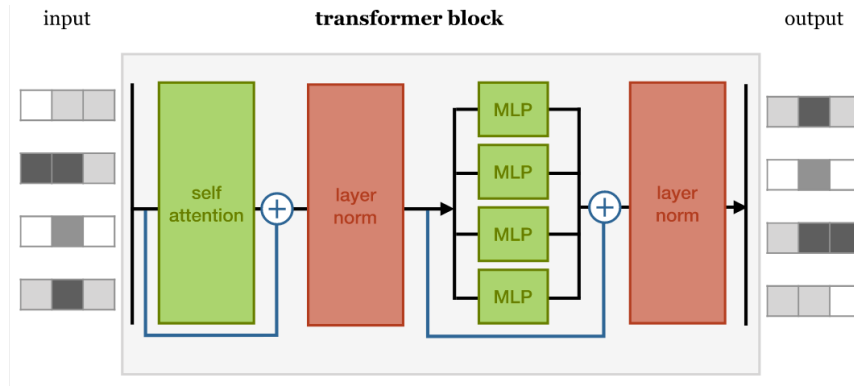 input
transformer block
output
self
attention
layer
norm
MLP
MLP
MLP
MLP
layer
norm